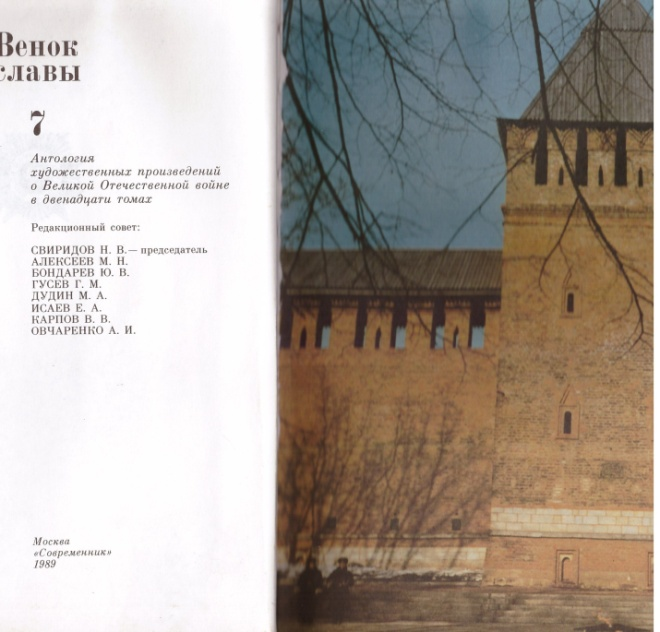 Венок
славы
7
Антология
художественных произведений
о Великой Отечественной войне
в двенадцати томах
Редакционный совет:
СВИРИДОВ Н. В.— председатель
АЛЕКСЕЕВ М. Н.
БОНДАРЕВ Ю. В.
ГУСЕВ Г. М.
ДУДИН М. А.
ИСАЕВ Е. А.
КАРПОВ В. В.
ОВЧАРЕНКО А. И.
Москва
«Современник»
1989